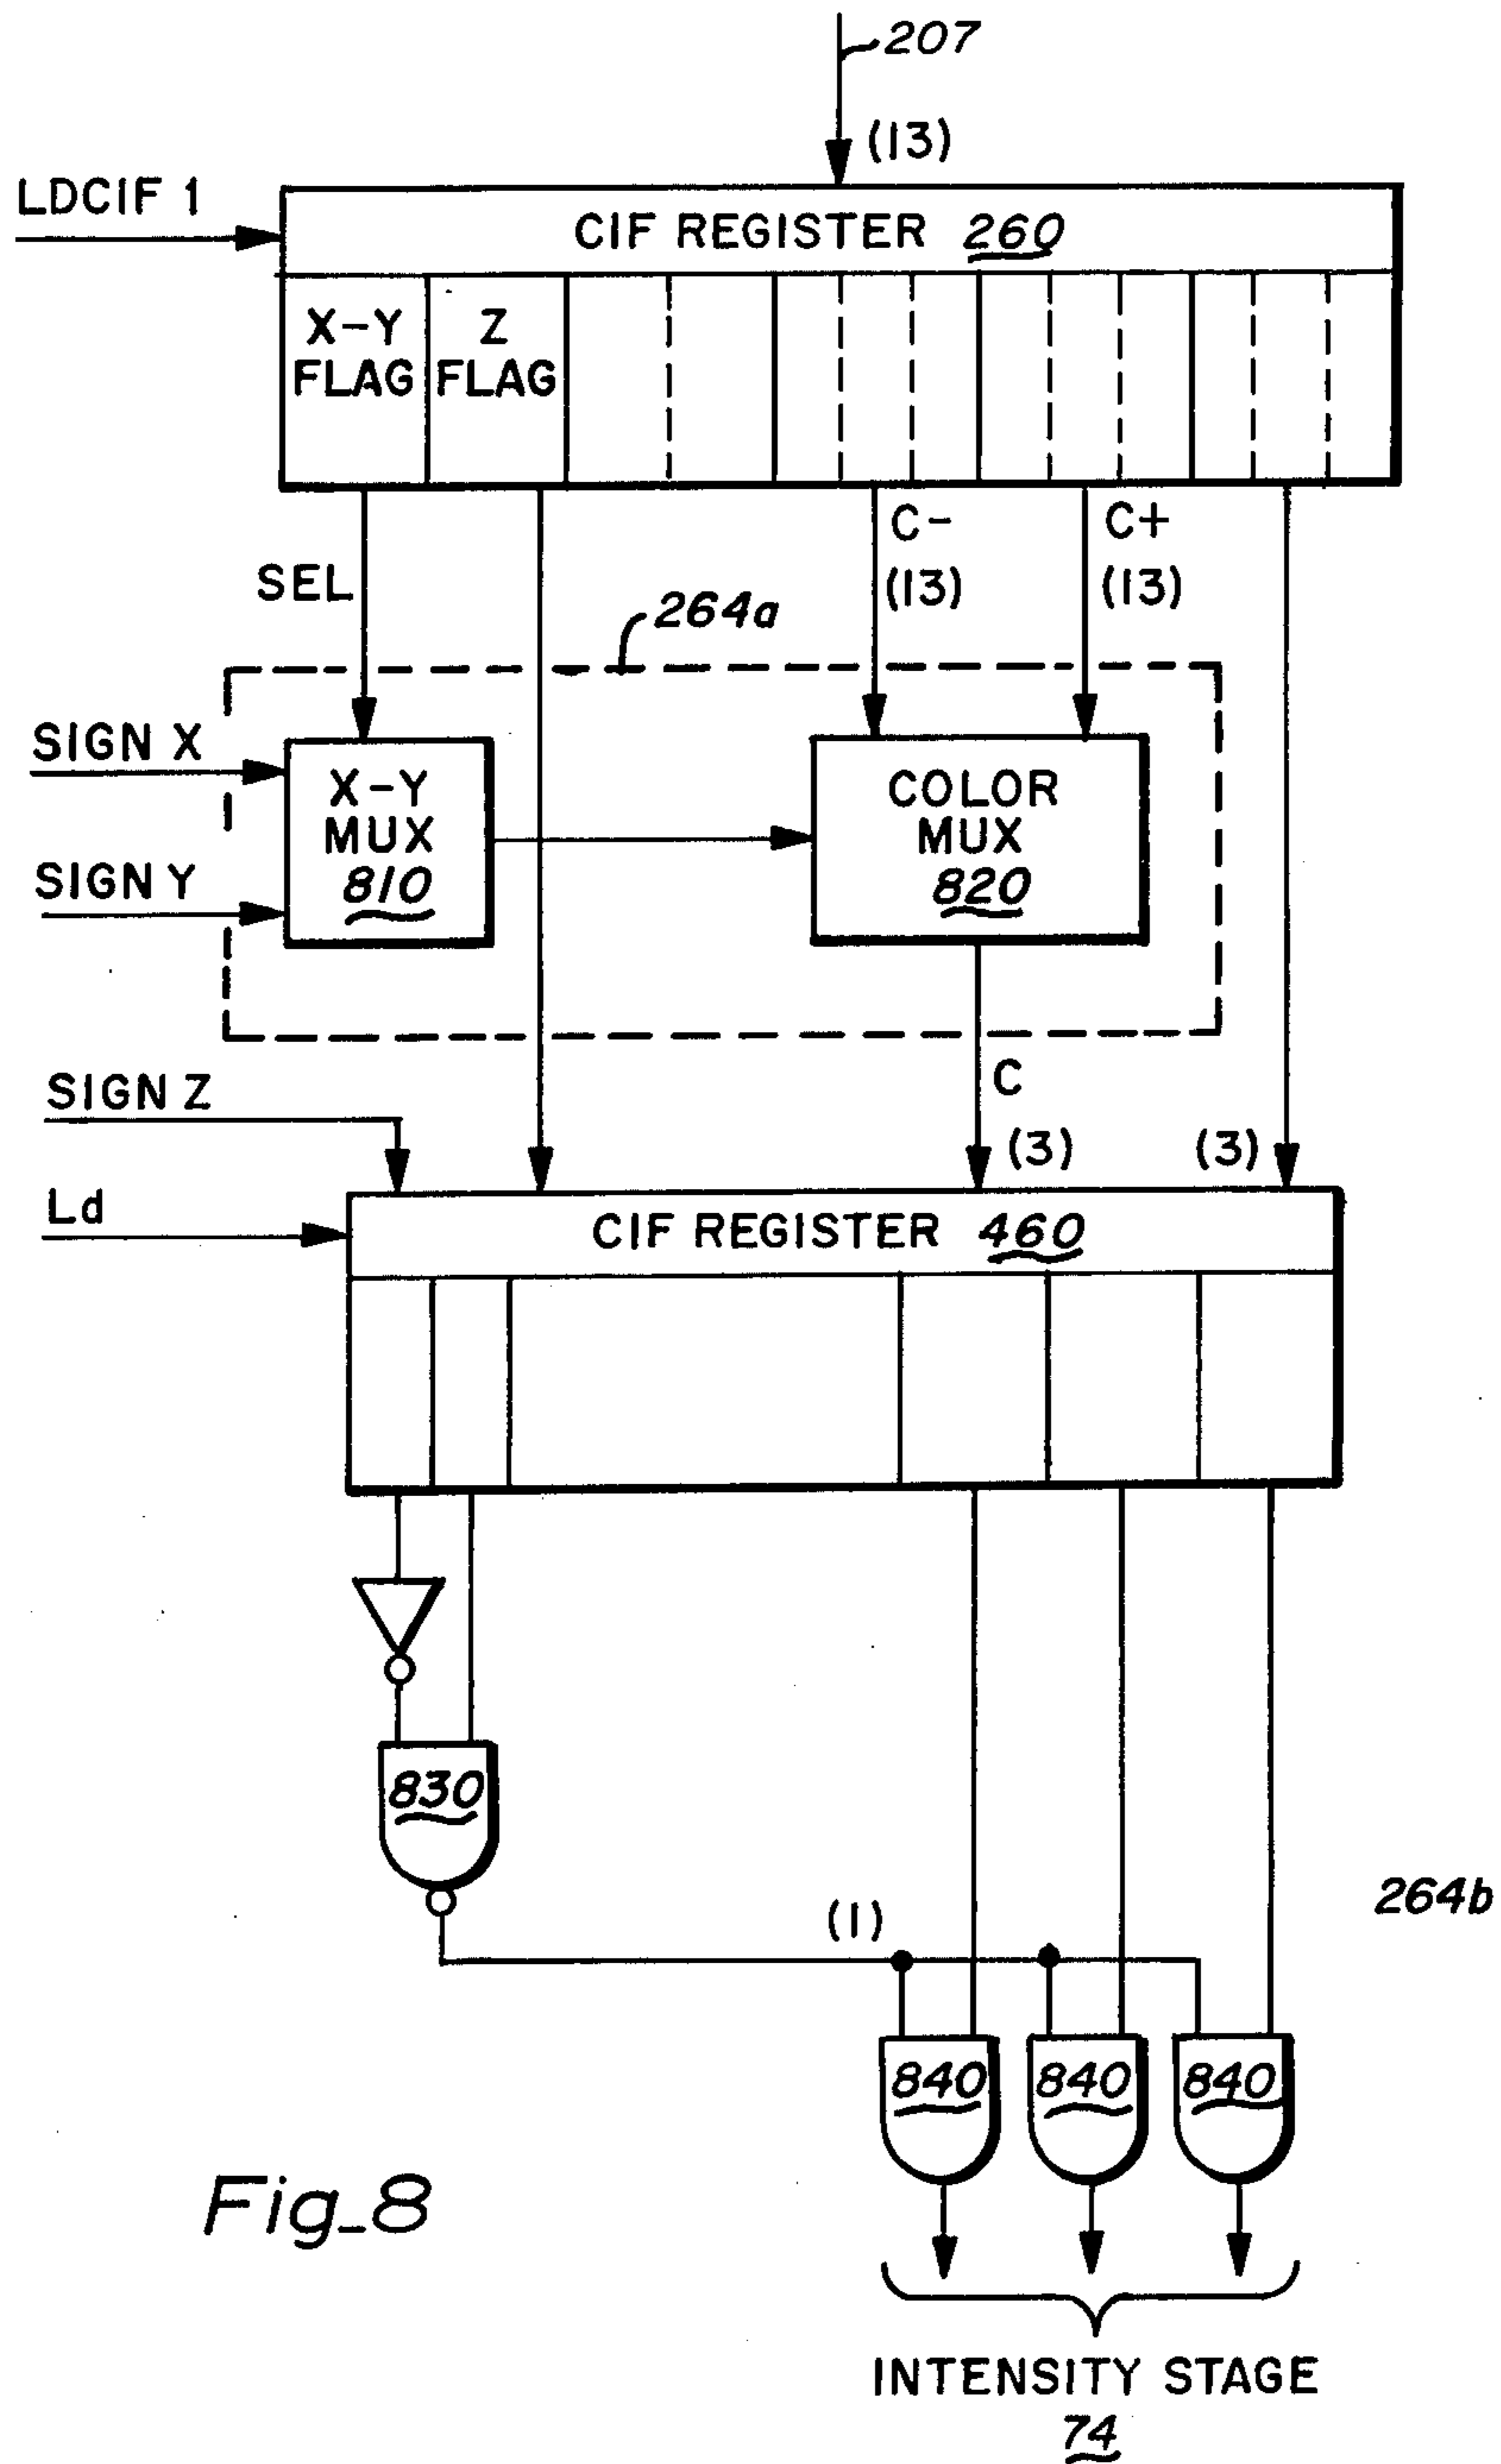 207
(13)
LDCIF 1
CIF REGISTER 260
X-Y
FLAG
Z
FLAG
C-
C+
SEL
(13)
(13)
264a
SIGN X
X-Y
MUX
810
COLOR
MUX
820
SIGN Y
C
SIGN Z
(3)
(3)
Ld
CIF REGISTER 460
830
264b
(1)
840
840
840
Fig_8
INTENSITY STAGE
74